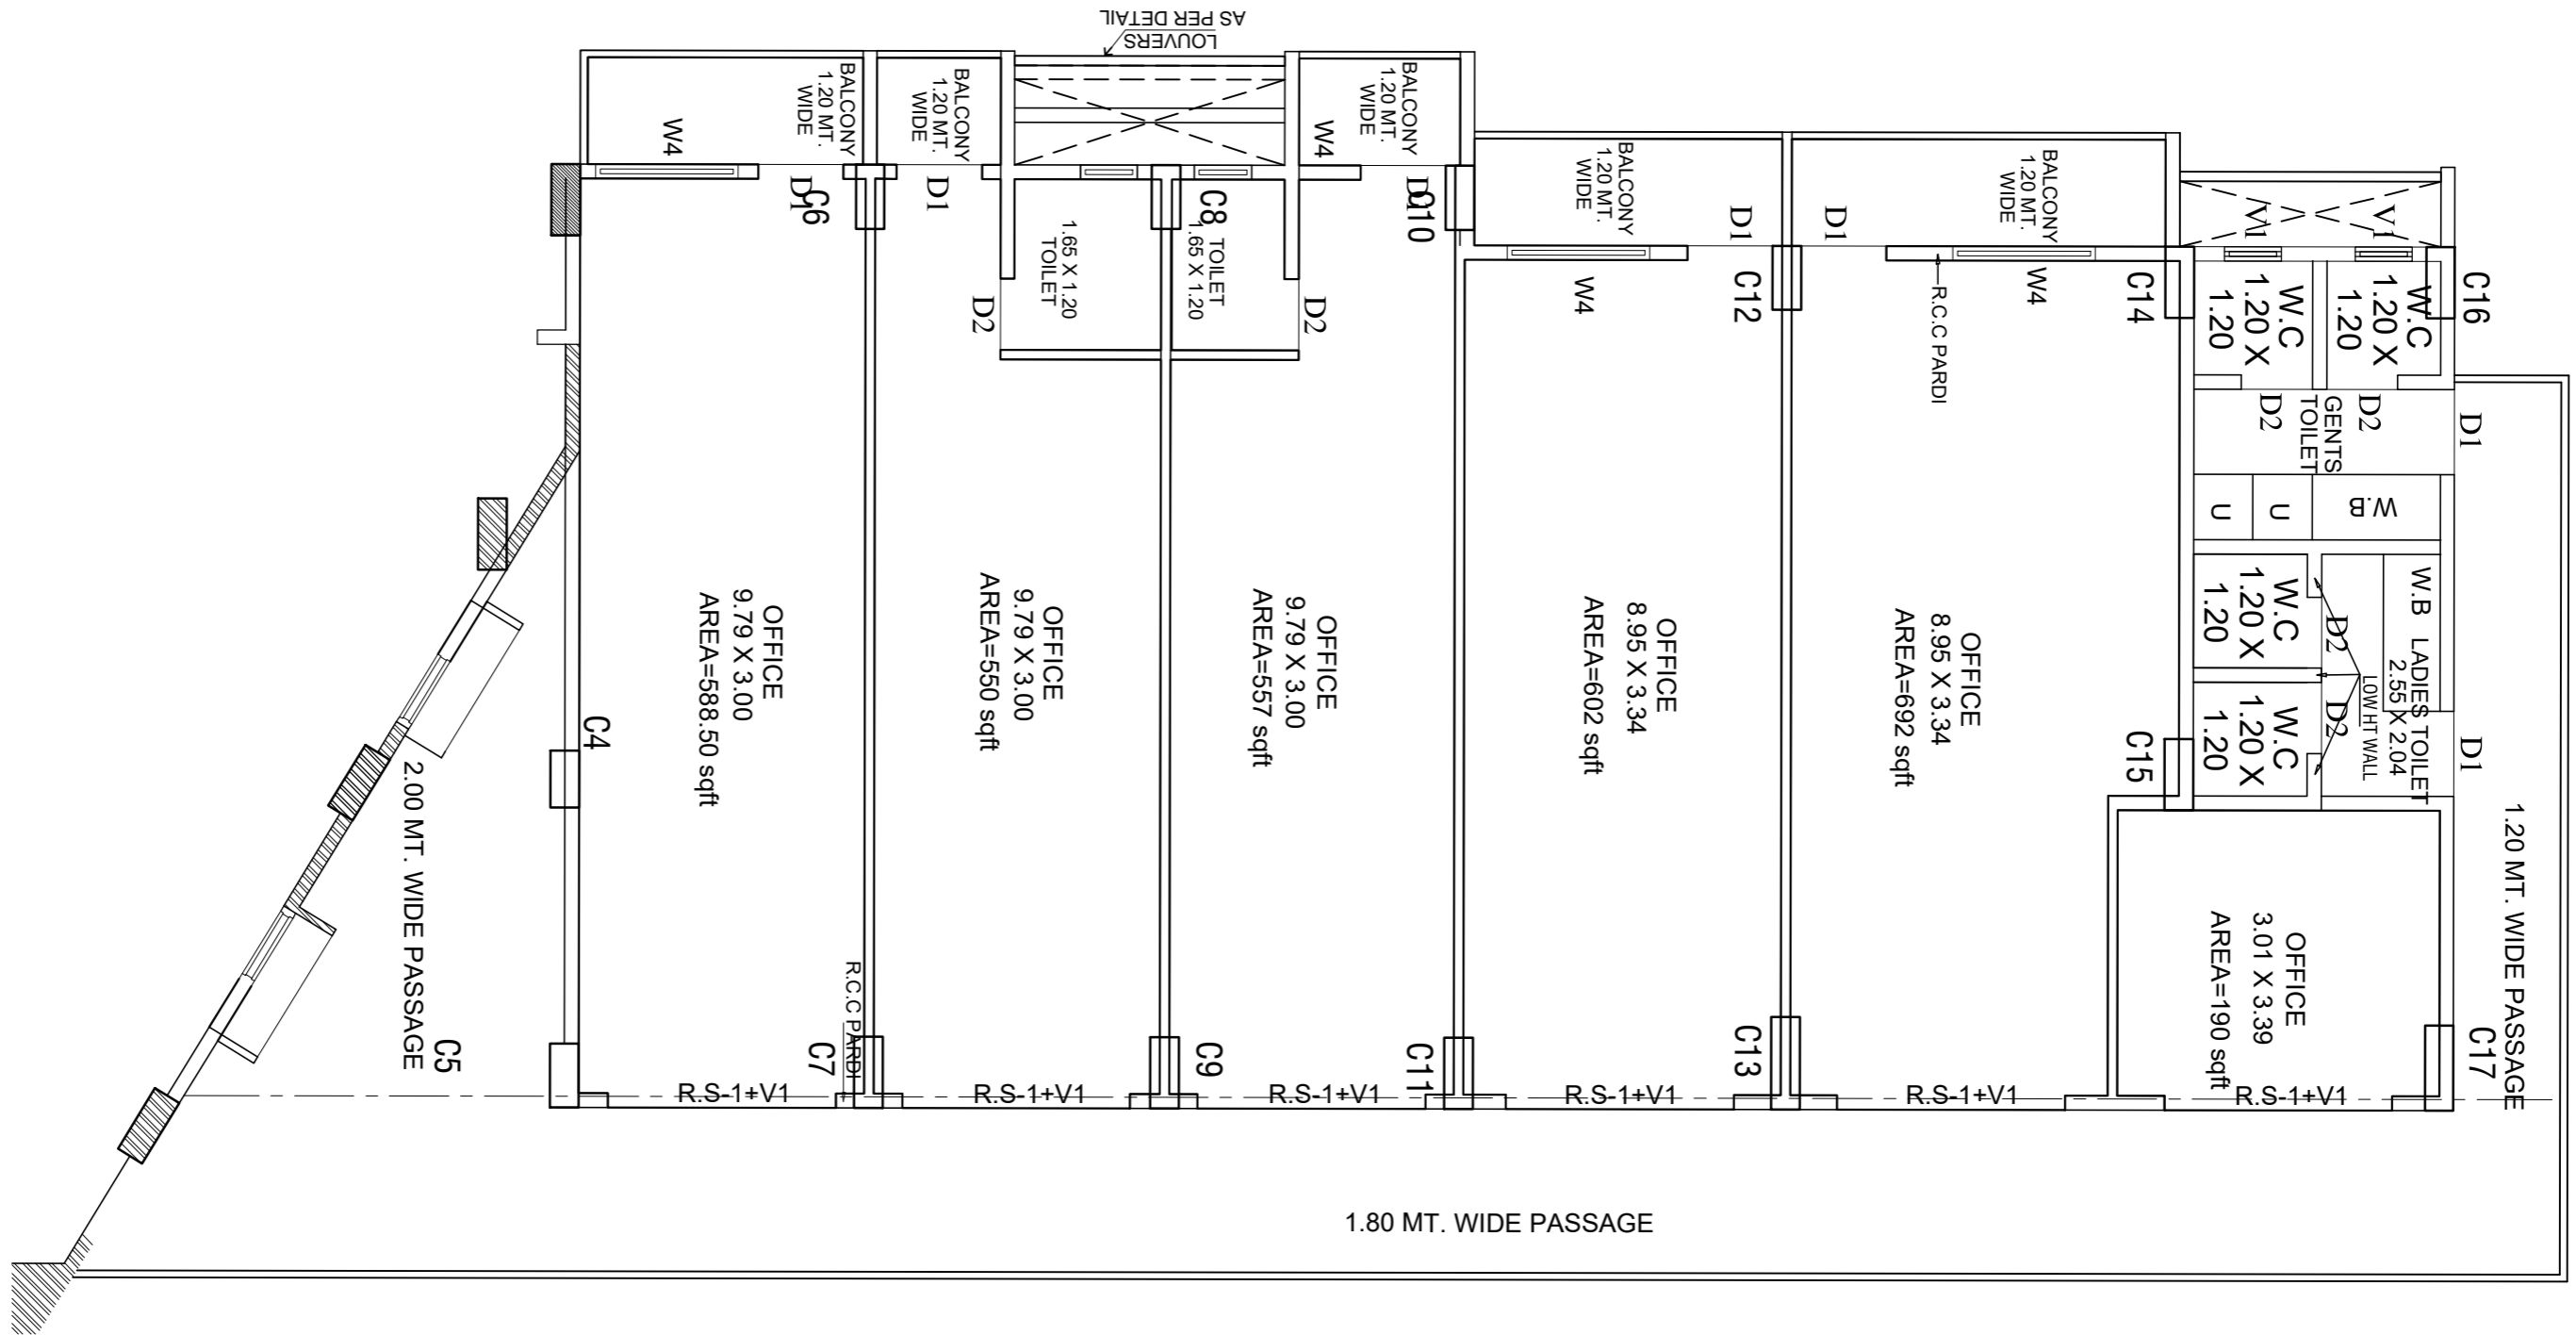 LOUVERS
AS PER DETAIL
BALCONY
1.20 MT.
WIDE
BALCONY
1.20 MT.
WIDE
BALCONY
1.20 MT.
WIDE
BALCONY
1.20 MT.
WIDE
BALCONY
1.20 MT.
WIDE
W4
W4
W4
W4
D1
C6
D1
C8
D1
C10
D1
C12
D1
C14
V1
V1
C16
1.65 X 1.20
TOILET
TOILET
1.65 X 1.20
D2
D2
R.C.C PARDI
W.C
1.20 X
1.20
W.C
1.20 X
1.20
D2
D2
GENTS
TOILET
D1
U
U
W.B
W.C
1.20 X
1.20
W.C
1.20 X
1.20
D2
D2
LOW HT WALL
W.B
LADIES TOILET
2.55 X 2.04
D1
C15
OFFICE
9.79 X 3.00
AREA=588.50 sqft
OFFICE
9.79 X 3.00
AREA=550 sqft
OFFICE
9.79 X 3.00
AREA=557 sqft
OFFICE
8.95 X 3.34
AREA=602 sqft
OFFICE
8.95 X 3.34
AREA=692 sqft
OFFICE
3.01 X 3.39
AREA=190 sqft
C4
2.00 MT. WIDE PASSAGE
1.20 MT. WIDE PASSAGE
C5
C7
R.C.C PARDI
C9
C11
C13
C17
R.S-1+V1
R.S-1+V1
R.S-1+V1
R.S-1+V1
R.S-1+V1
R.S-1+V1
1.80 MT. WIDE PASSAGE